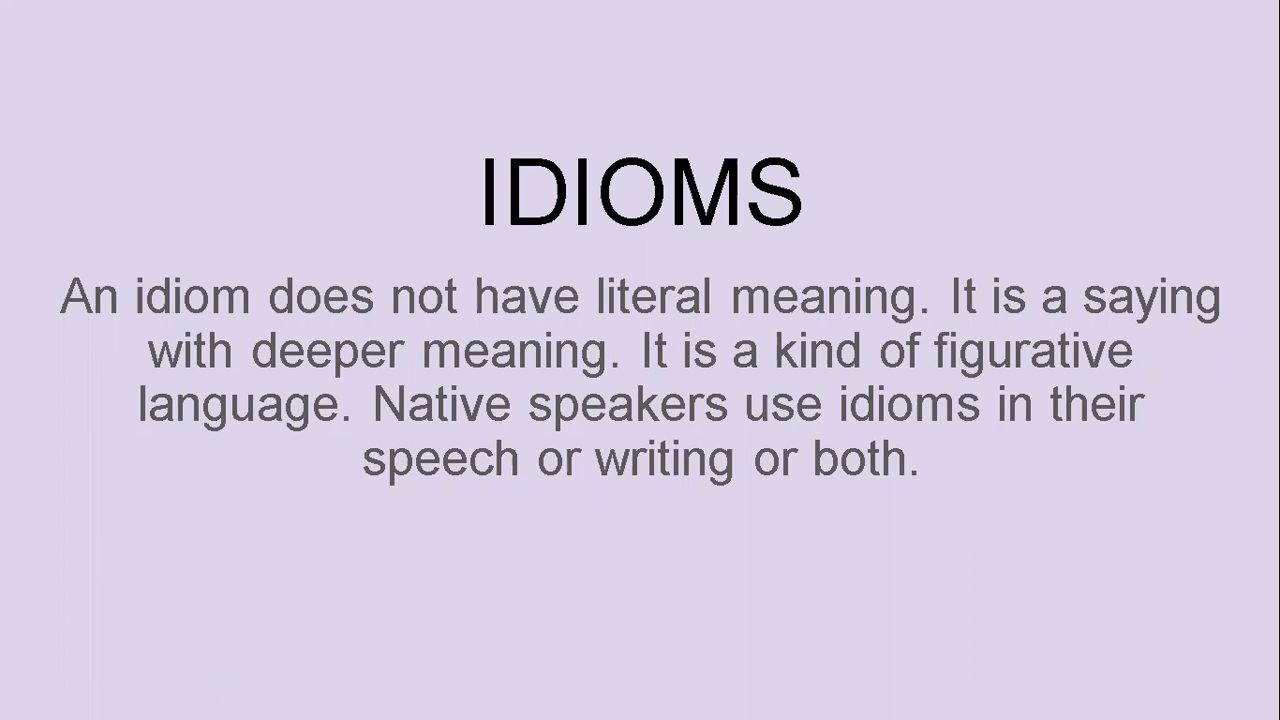 IDIOMS
An idiom does not have literal meaning. It is a saying
with deeper meaning. It is a kind of figurative
language. Native speakers use idioms in their
speech or writing or both.